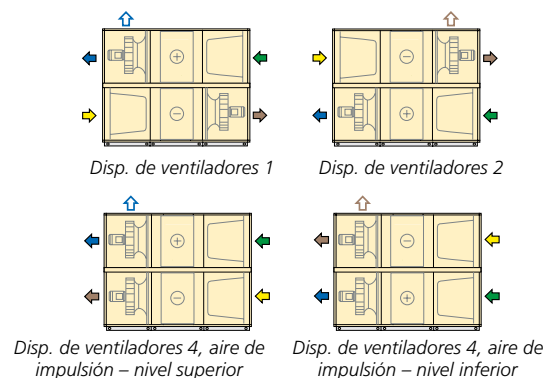 Disp. de ventiladores 1
Disp. de ventiladores 2
Disp. de ventiladores 4, aire de
impulsión – nivel superior
Disp. de ventiladores 4, aire de
impulsión – nivel inferior